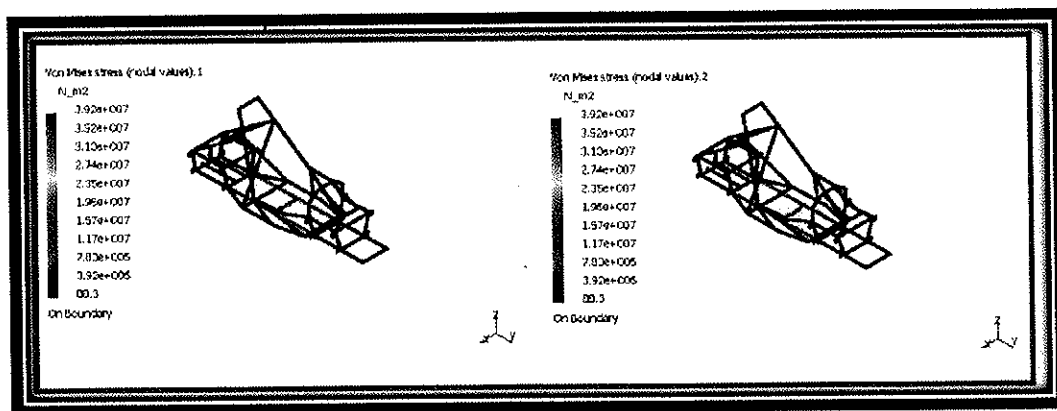 Von Mises stress (nodal values).1
N_m2
3.92e+007
3.52e+007
3.13e+007
2.74e+007
2.35e+007
1.96e+007
1.57e+007
1.17e+007
7.83e+006
3.92e+006
88.3
On Boundary
z
x
y
Von Mises stress (nodal values).2
N_m2
3.92e+007
3.52e+007
3.13e+007
2.74e+007
2.35e+007
1.96e+007
1.57e+007
1.17e+007
7.83e+006
3.92e+006
88.3
On Boundary
z
x
y